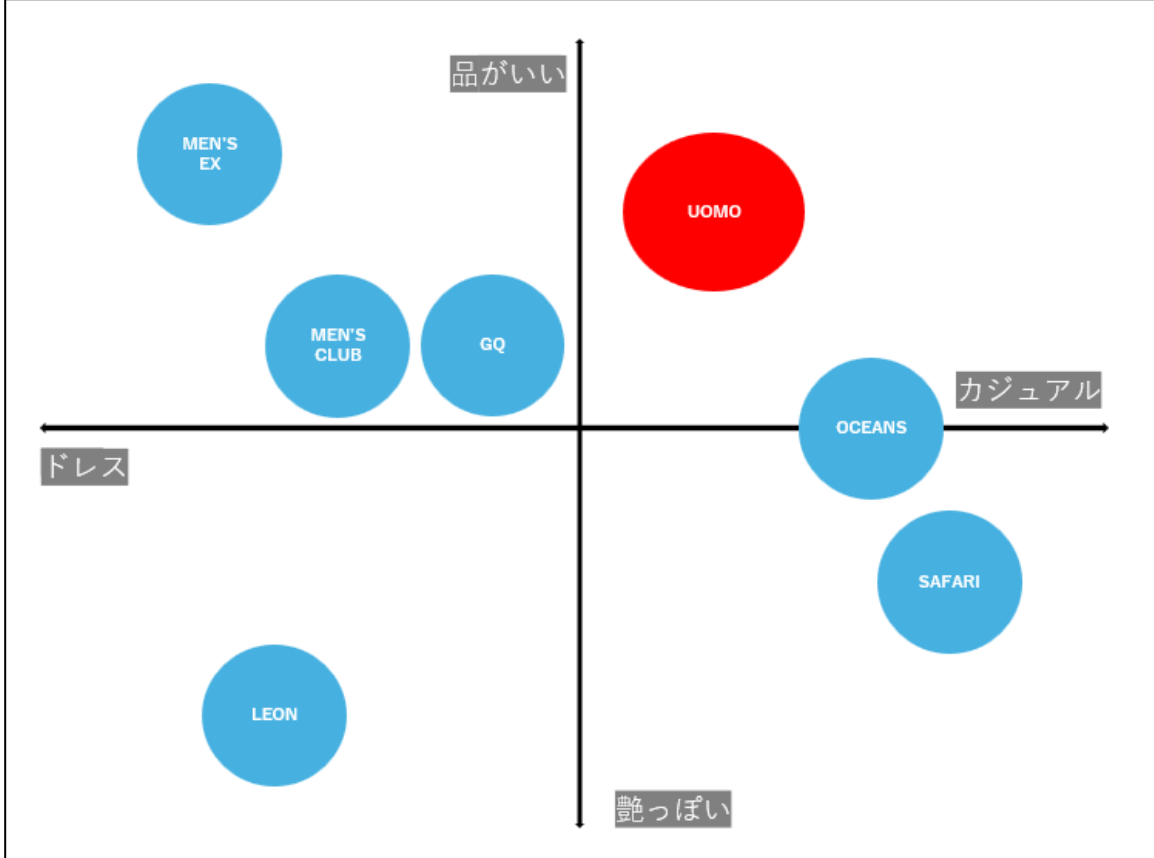 品がいい
MEN'S
EX
UOMO
MEN'S
CLUB
GQ
カジュアル
OCEANS
ドレス
SAFARI
LEON
艶っぽい